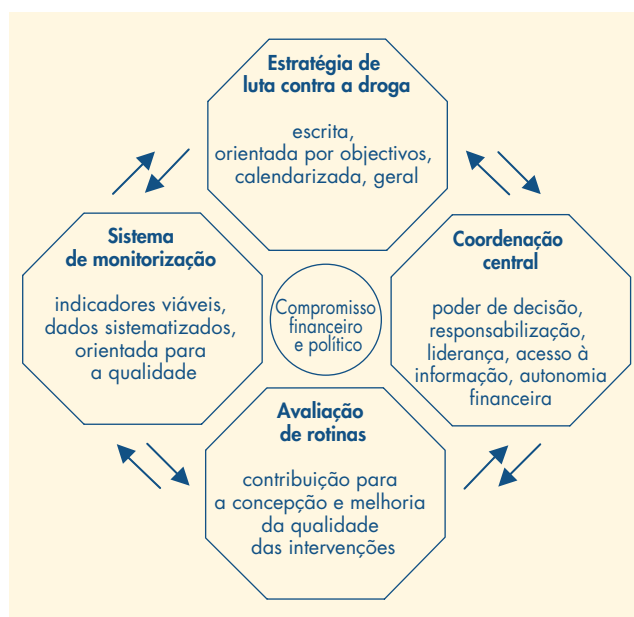 Estratégia de
luta contra a droga
escrita,
orientada por objectivos,
calendarizada, geral
Sistema
de monitorização
indicadores viáveis,
dados sistematizados,
orientada para
a qualidade
Compromisso
financeiro
e político
Coordenação
central
poder de decisão,
responsabilização,
liderança, acesso à
informação, autonomia
financeira
Avaliação
de rotinas
contribuição para
a concepção e melhoria
da qualidade
das intervenções